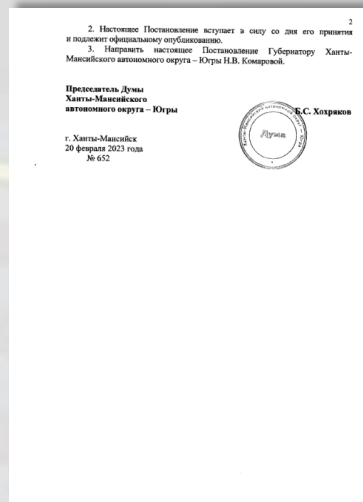 2
2. Настоящее Постановление вступает в силу со дня его принятия
и подлежит официальному опубликованию.
3. Направить настоящее Постановление Губернатору Ханты-
Мансийского автономного округа – Югры Н.В. Комаровой.
Председатель Думы
Ханты-Мансийского
автономного округа – Югры
Б.С. Хохряков
Дума
г. Ханты-Мансийск
20 февраля 2023 года
№ 652